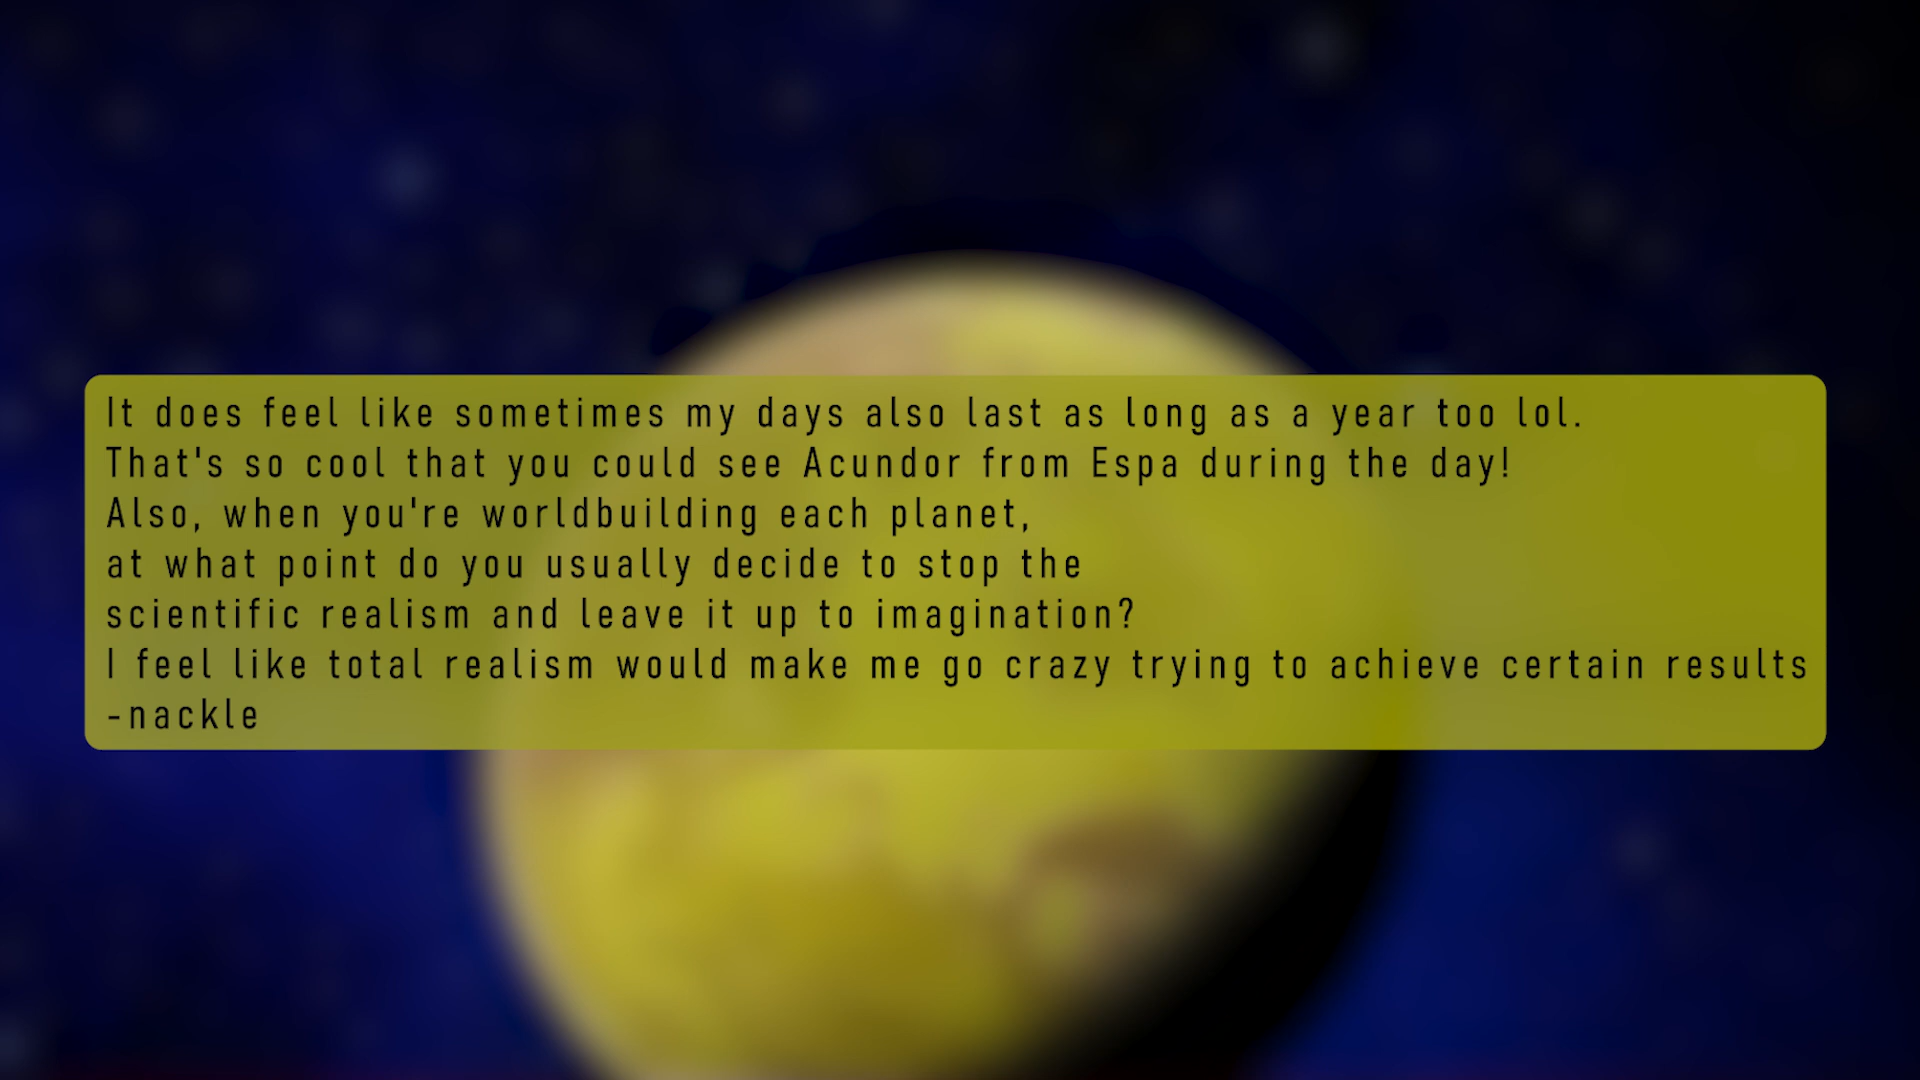 It does feel like sometimes my days also last as long as a year too lol.
That's so cool that you could see Acundor from Espa during the day!
Also, when you're worldbuilding each planet,
at what point do you usually decide to stop the
scientific realism and leave it up to imagination?
I feel like total realism would make me go crazy trying to achieve certain results
-nackle